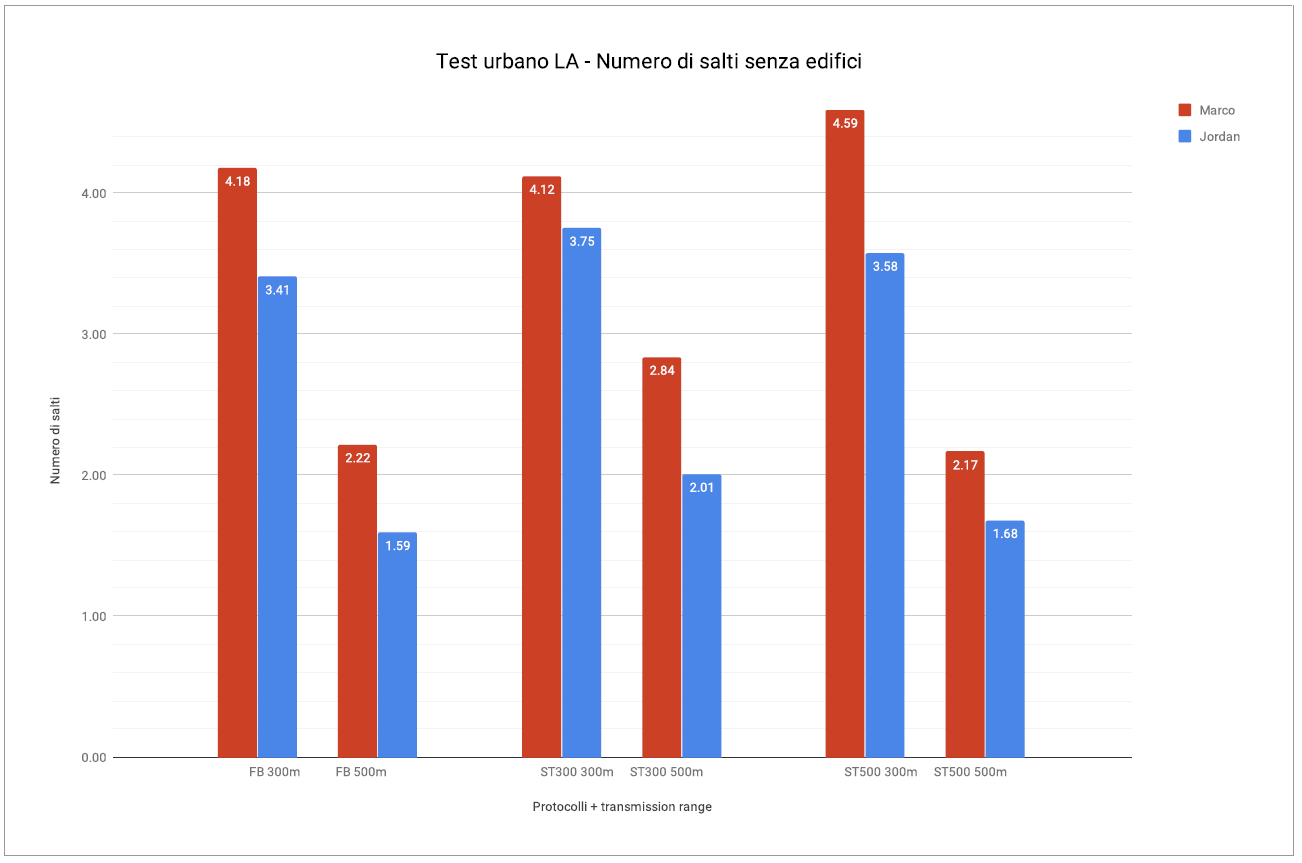 Test urbano LA - Numero di salti senza edifici
Marco
Jordan
Numero di salti
4.00
3.00
2.00
1.00
0.00
4.18
3.41
2.22
1.59
4.12
3.75
2.84
2.01
4.59
3.58
2.17
1.68
FB 300m FB 500m ST300 300m ST300 500m ST500 300m ST500 500m
Protocolli + transmission range